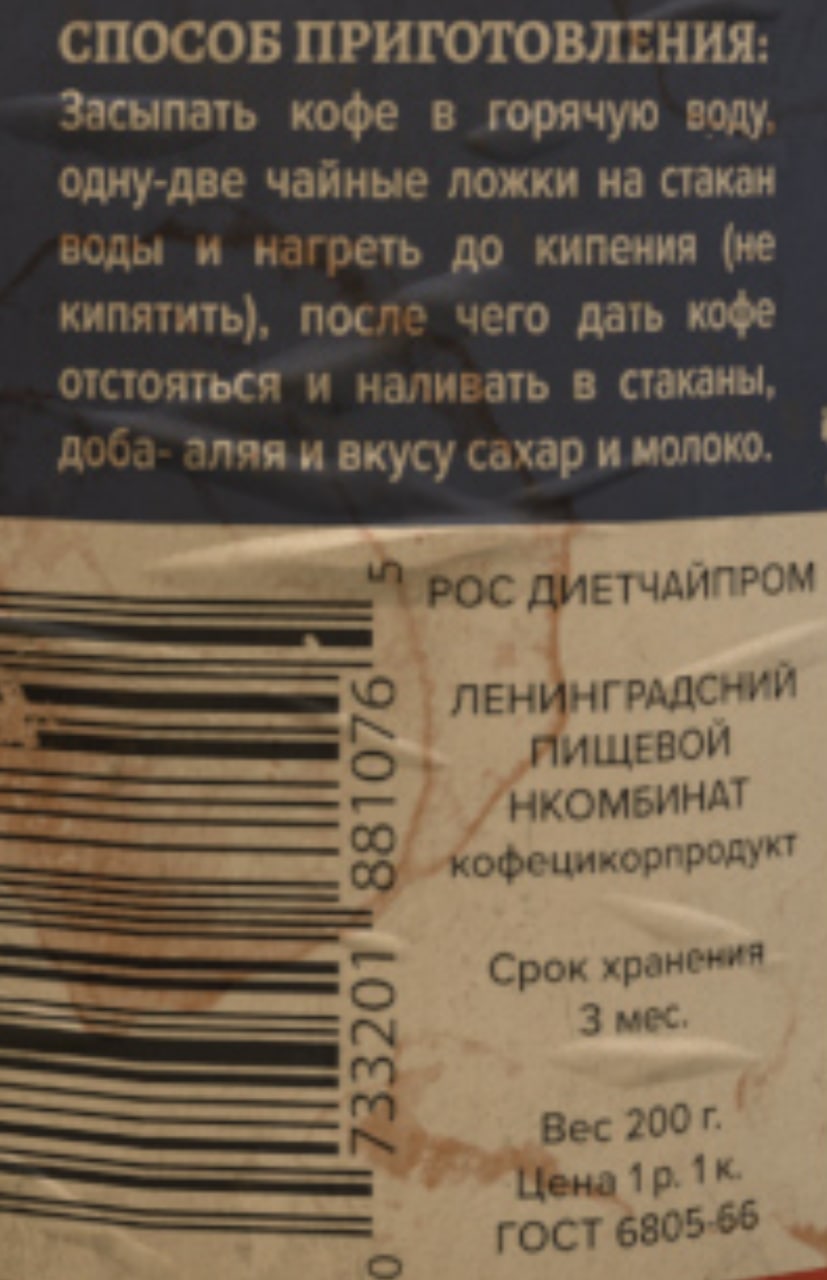 СПОСОБ ПРИГОТОВЛЕНИЯ:
Засыпать кофе в горячую воду,
одну-две чайные ложки на стакан
воды и нагреть до кипения (не
кипятить), после чего дать кофе
отстояться и наливать в стаканы,
доба- аляя и вкусу сахар и молоко.
РОС ДИЕТЧАЙПРОМ
ЛЕНИНГРАДСНИЙ
ПИЩЕВОЙ
НКОМБИНАТ
кофецикорпродукт
Срок хранения
3 мес.
Вес 200 г.
Цена 1 р. 1 к.
ГОСТ 6805-66
0 733201 881076 5